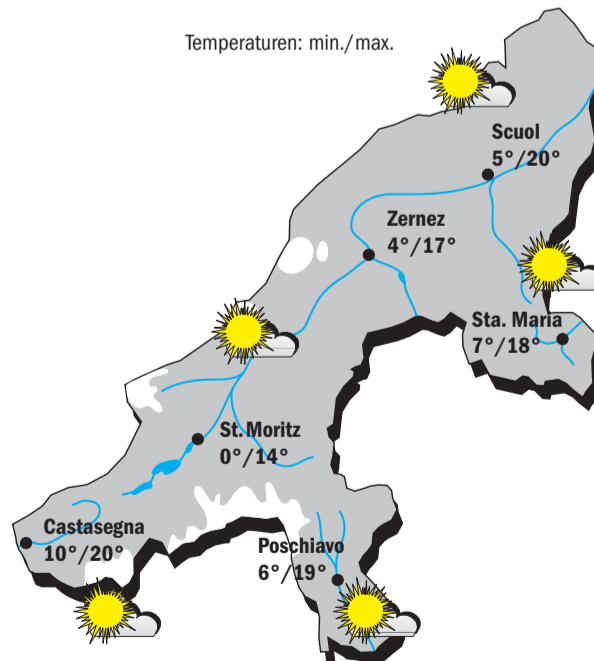 Temperaturen: min./max.
Scuol
5°/20°
Zernez
4°/17°
Sta. Maria
7°/18°
St. Moritz
0°/14°
Castasegna
10°/20°
Poschiavo
6°/19°